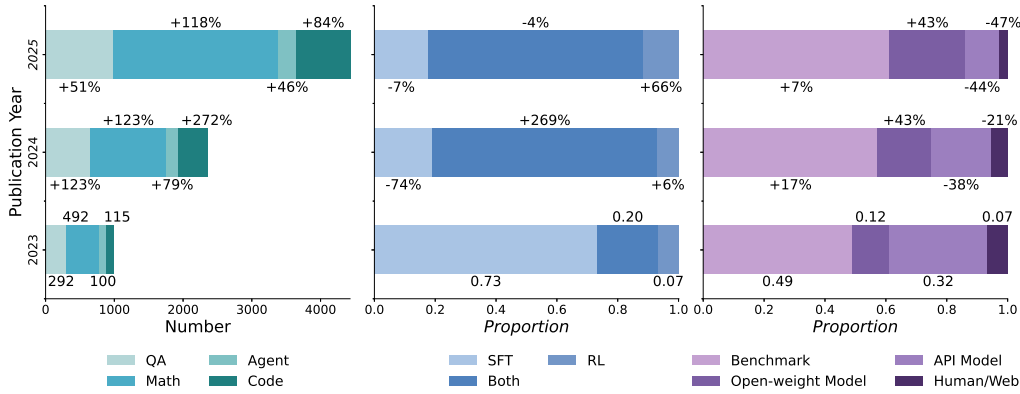 +118% +84%
+51% +46%
+123% +272%
+123% +79%
492 115
292 100
Publication Year
2025
2024
2023
0 1000 2000 3000 4000
Number
QA Agent
Math Code
-4%
-7% +66%
+269%
-74% +6%
0.20
0.73 0.07
0.0 0.2 0.4 0.6 0.8 1.0
Proportion
SFT RL
Both
+43% -47%
+7% -44%
+43% -21%
+17% -38%
0.12 0.07
0.49 0.32
0.0 0.2 0.4 0.6 0.8 1.0
Proportion
Benchmark API Model
Open-weight Model Human/Web